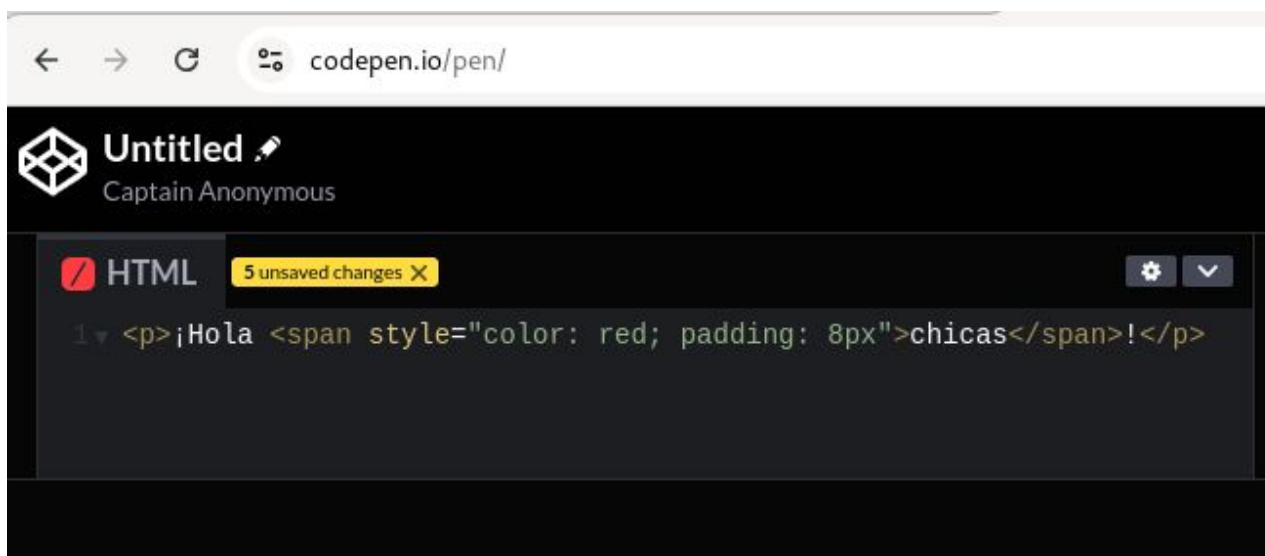 codepen.io/pen/
Untitled
Captain Anonymous
HTML 5 unsaved changes X
1 <p>¡Hola <span style="color: red; padding: 8px">chicas</span>!</p>